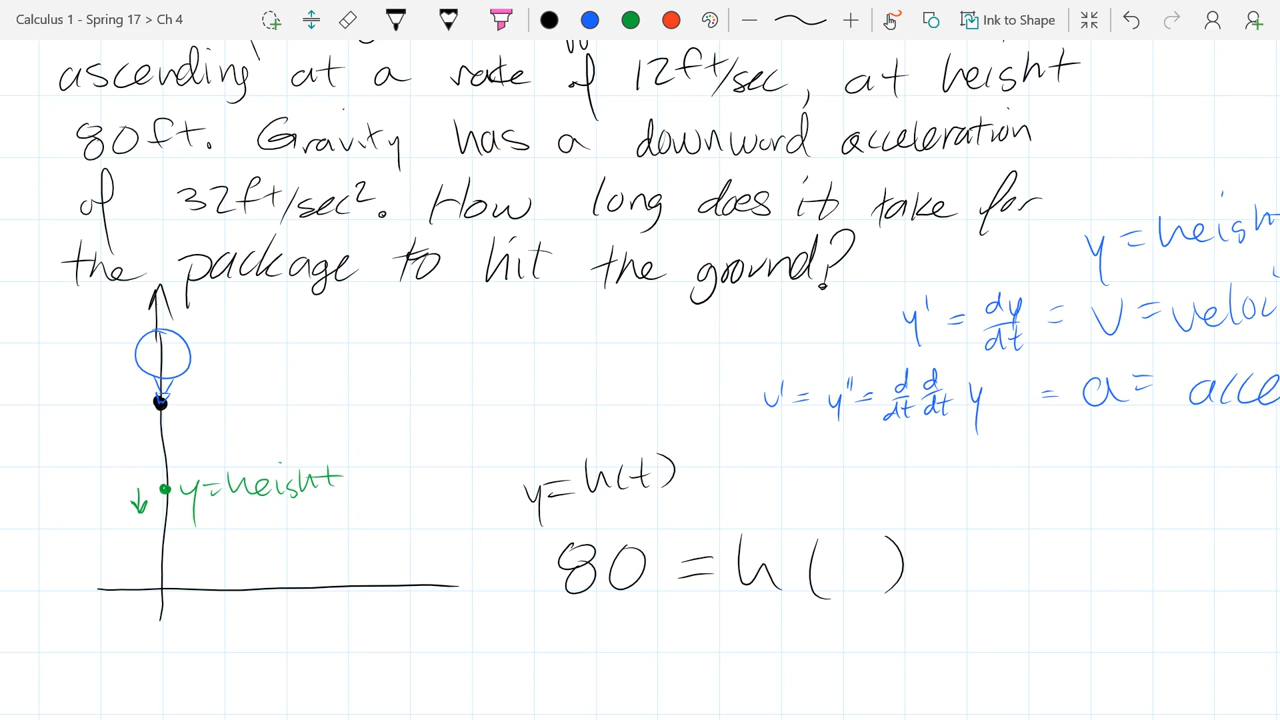 Calculus 1 - Spring 17 > Ch 4
Ink to Shape
ascending at a rate of 12ft/sec, at height
80ft. Gravity has a downward acceleration
of 32ft/sec². How long does it take for
the package to hit the ground?
y = height
y' = dy/dt = v = velou
v' = y'' = d/dt d/dt y = a = acce
y=height
y=h(t)
80 = h ( )